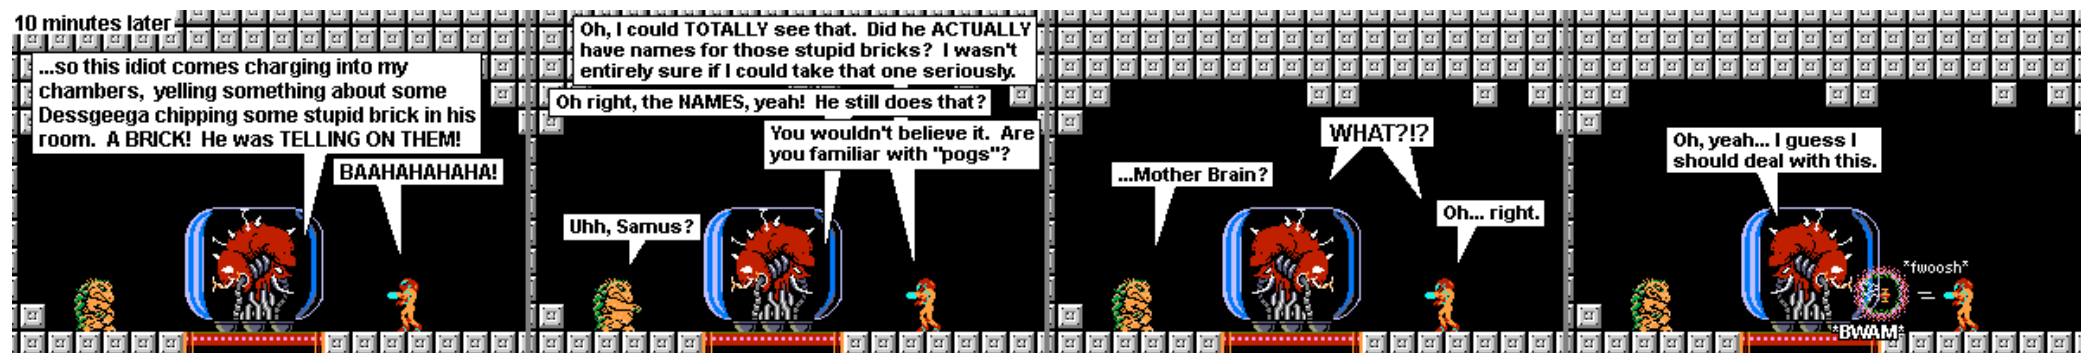 10 minutes later
...so this idiot comes charging into my
chambers, yelling something about some
Dessgeega chipping some stupid brick in his
room. A BRICK! He was TELLING ON THEM!
BAAHAHAHAHA!
Oh, I could TOTALLY see that. Did he ACTUALLY
have names for those stupid bricks? I wasn't
entirely sure if I could take that one seriously.
Oh right, the NAMES, yeah! He still does that?
You wouldn't believe it. Are
you familiar with "pogs"?
Uhh, Samus?
...Mother Brain?
WHAT?!?
Oh... right.
Oh, yeah... I guess I
should deal with this.
*fwoosh*
*BWAM*